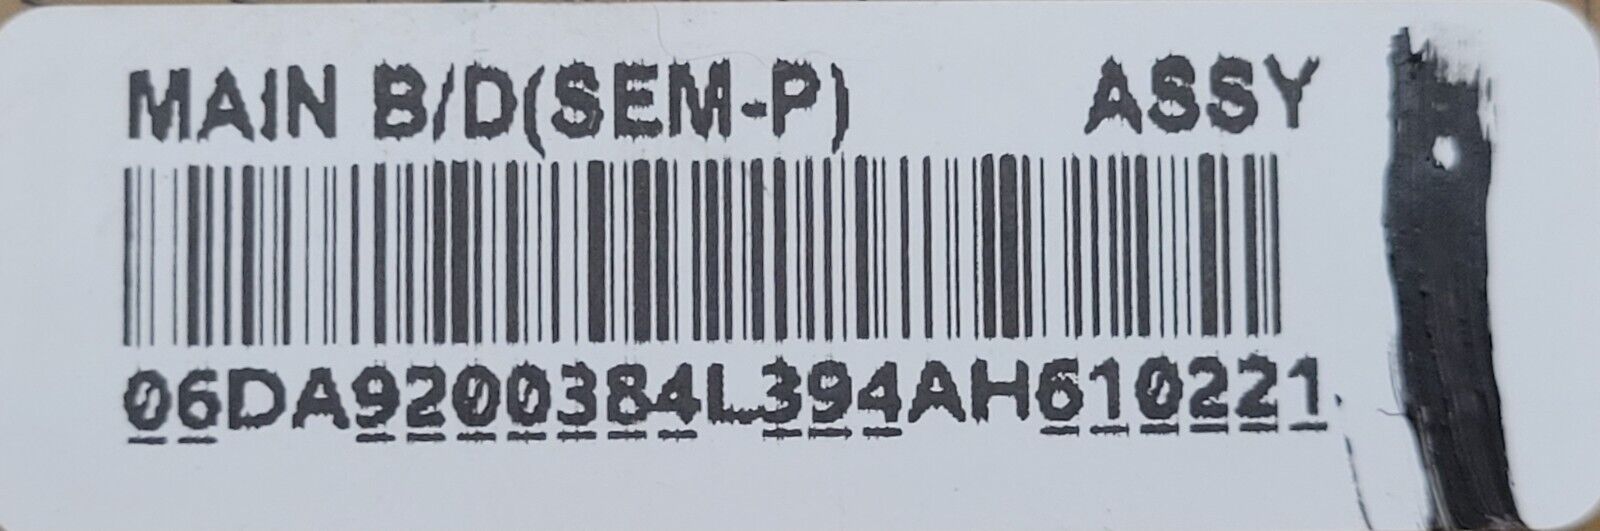 MAIN B/D(SEM-P) ASSY
06DA9200384L394AH610221